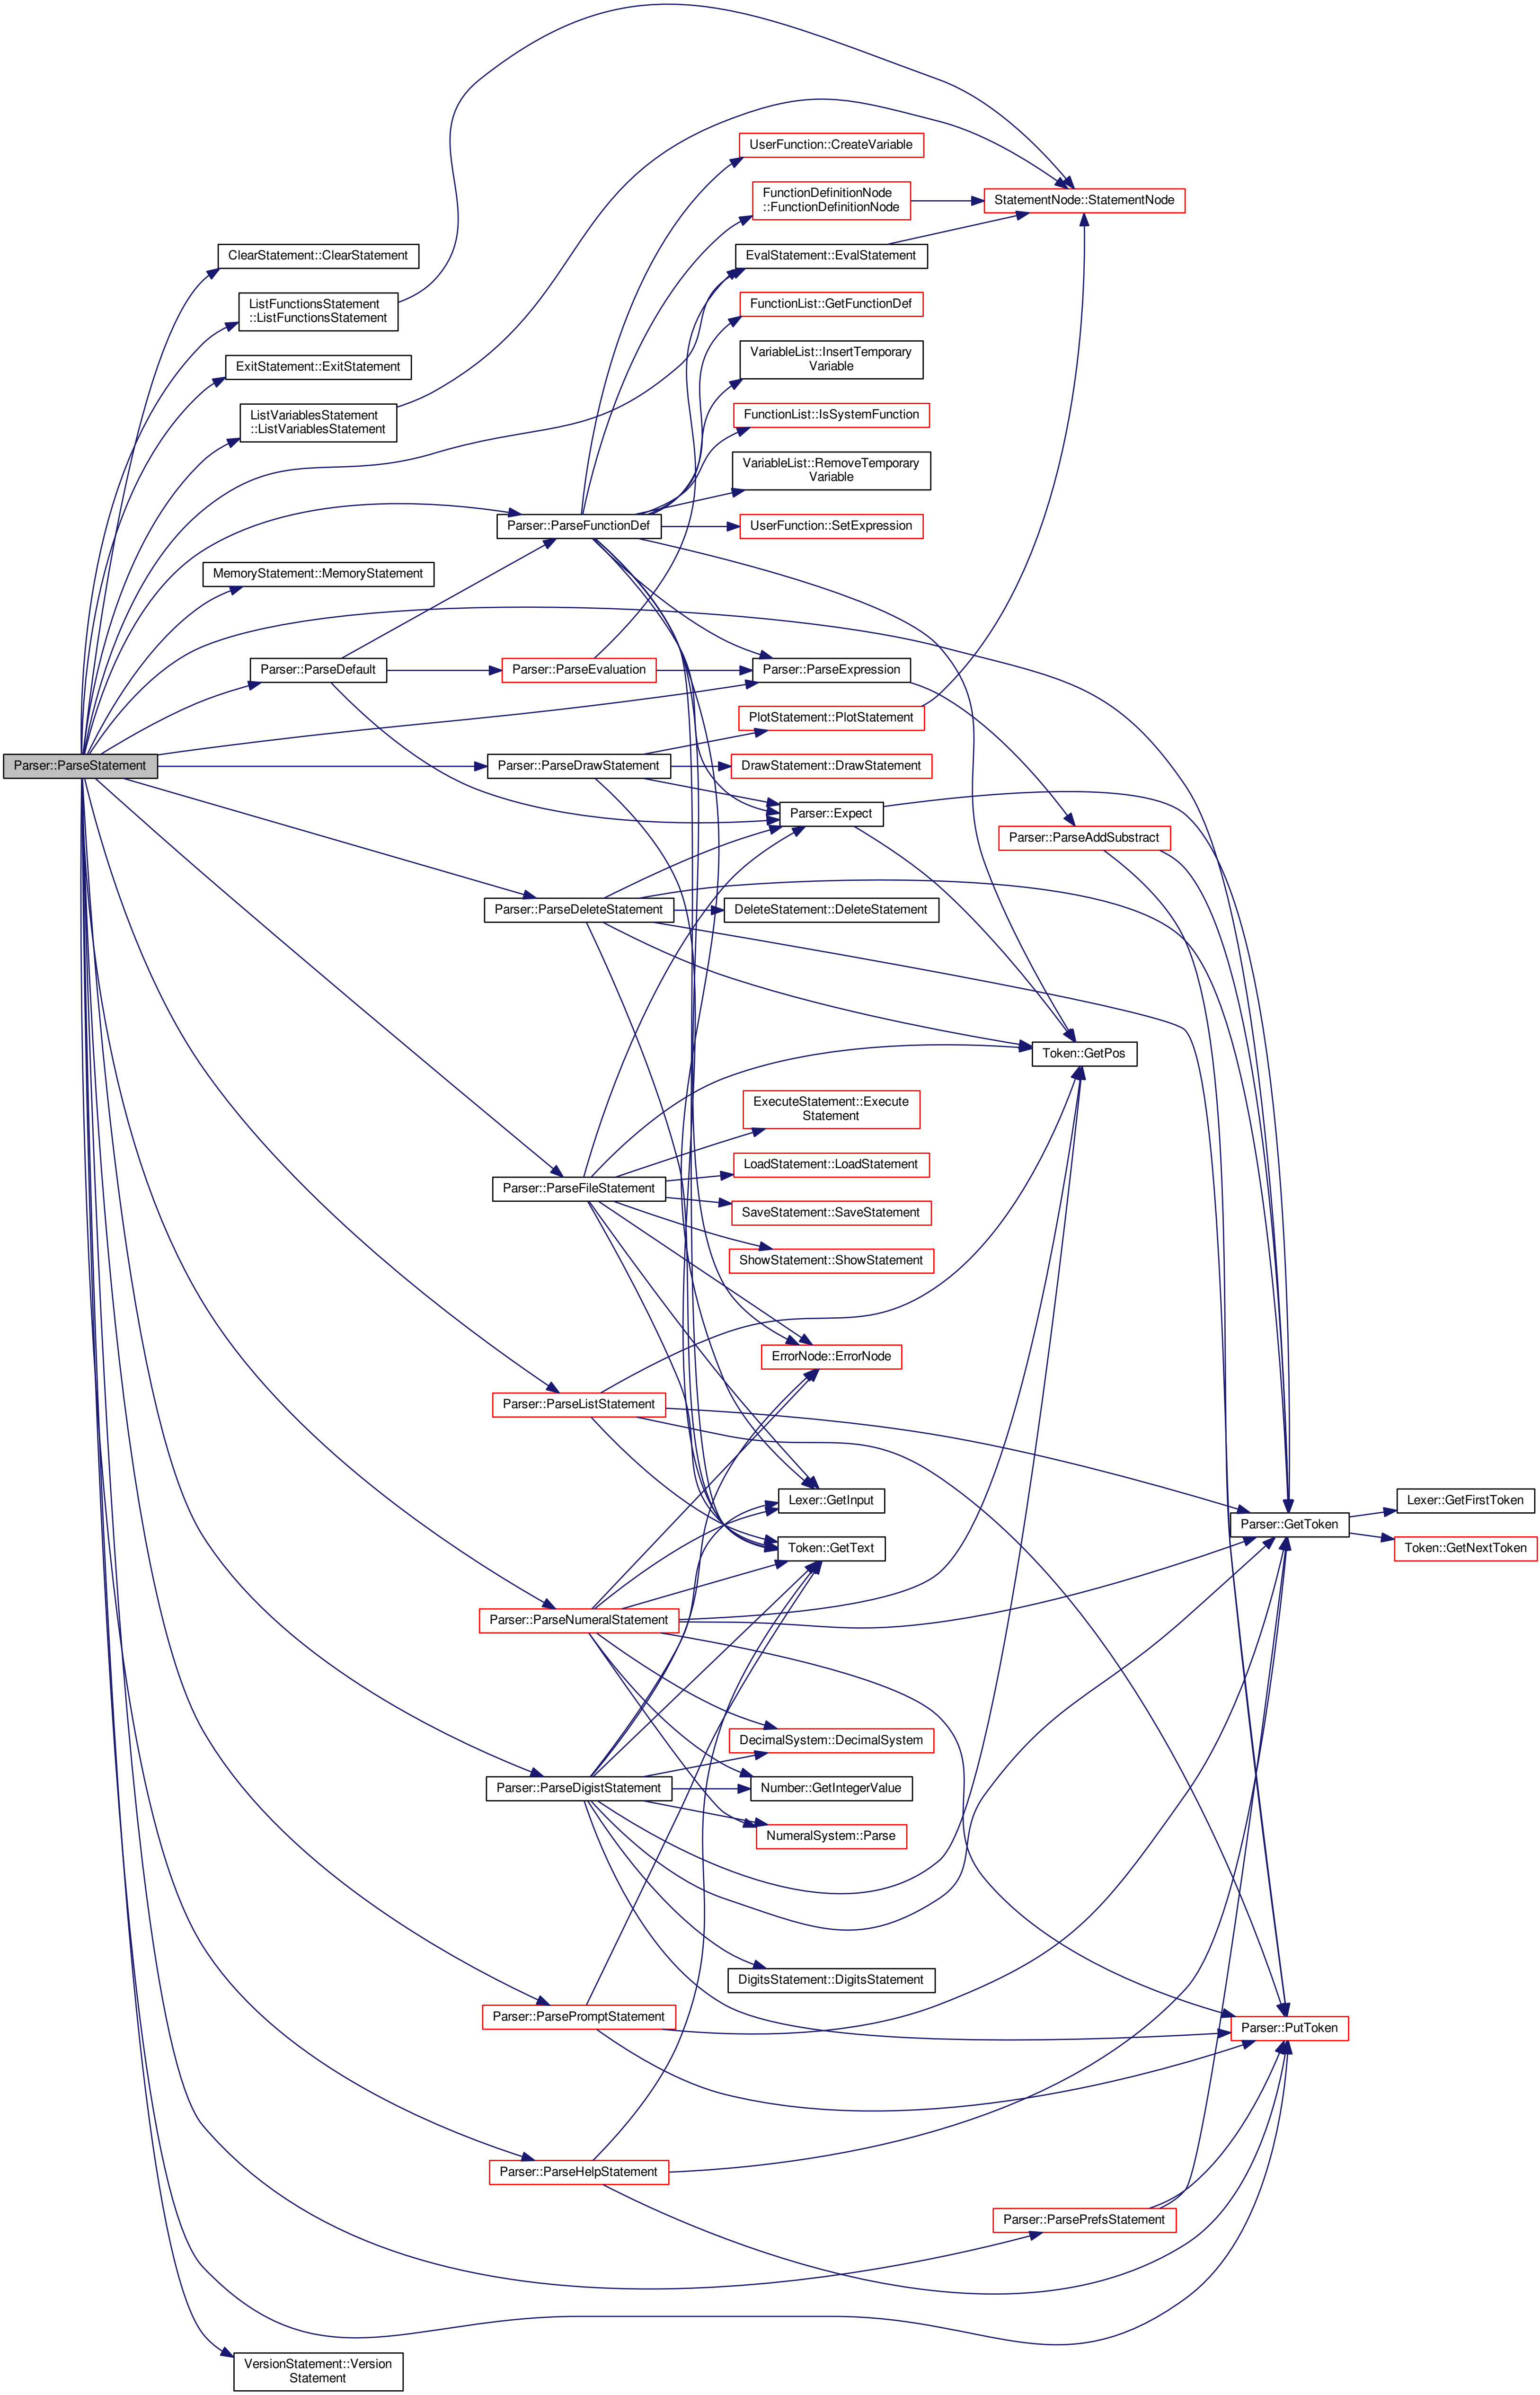 UserFunction::CreateVariable
FunctionDefinitionNode
::FunctionDefinitionNode
StatementNode::StatementNode
ClearStatement::ClearStatement
EvalStatement::EvalStatement
ListFunctionsStatement
::ListFunctionsStatement
FunctionList::GetFunctionDef
ExitStatement::ExitStatement
VariableList::InsertTemporary
Variable
ListVariablesStatement
::ListVariablesStatement
FunctionList::IsSystemFunction
VariableList::RemoveTemporary
Variable
Parser::ParseFunctionDef
UserFunction::SetExpression
MemoryStatement::MemoryStatement
Parser::ParseDefault
Parser::ParseEvaluation
Parser::ParseExpression
PlotStatement::PlotStatement
Parser::ParseStatement
Parser::ParseDrawStatement
DrawStatement::DrawStatement
Parser::Expect
Parser::ParseAddSubstract
Parser::ParseDeleteStatement
DeleteStatement::DeleteStatement
Token::GetPos
ExecuteStatement::Execute
Statement
LoadStatement::LoadStatement
Parser::ParseFileStatement
SaveStatement::SaveStatement
ShowStatement::ShowStatement
ErrorNode::ErrorNode
Parser::ParseListStatement
Lexer::GetInput
Lexer::GetFirstToken
Parser::GetToken
Token::GetText
Token::GetNextToken
Parser::ParseNumeralStatement
DecimalSystem::DecimalSystem
Parser::ParseDigistStatement
Number::GetIntegerValue
NumeralSystem::Parse
DigitsStatement::DigitsStatement
Parser::ParsePromptStatement
Parser::PutToken
Parser::ParseHelpStatement
Parser::ParsePrefsStatement
VersionStatement::Version
Statement